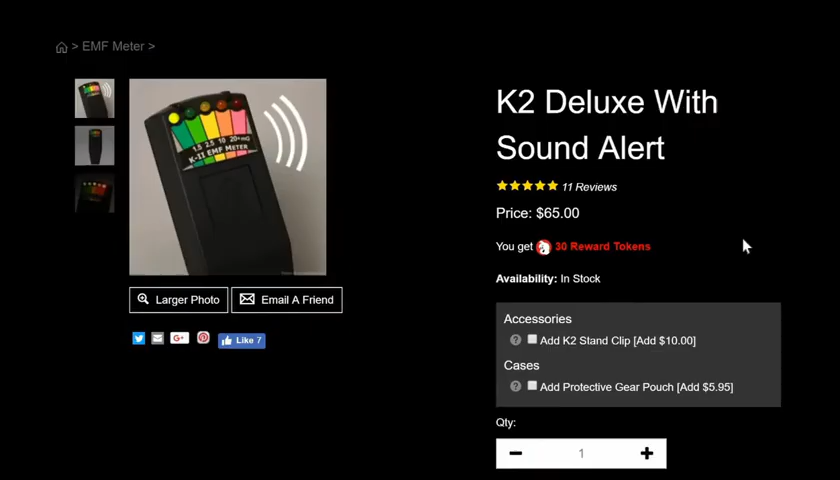 > EMF Meter >
K2 Deluxe With
Sound Alert
11 Reviews
Price: $65.00
You get 30 Reward Tokens
Availability: In Stock
1.5 2.5 10 20+ mG
K-II EMF METER
Larger Photo
Email A Friend
G+
Like 7
Accessories
? Add K2 Stand Clip [Add $10.00]
Cases
? Add Protective Gear Pouch [Add $5.95]
Qty:
1